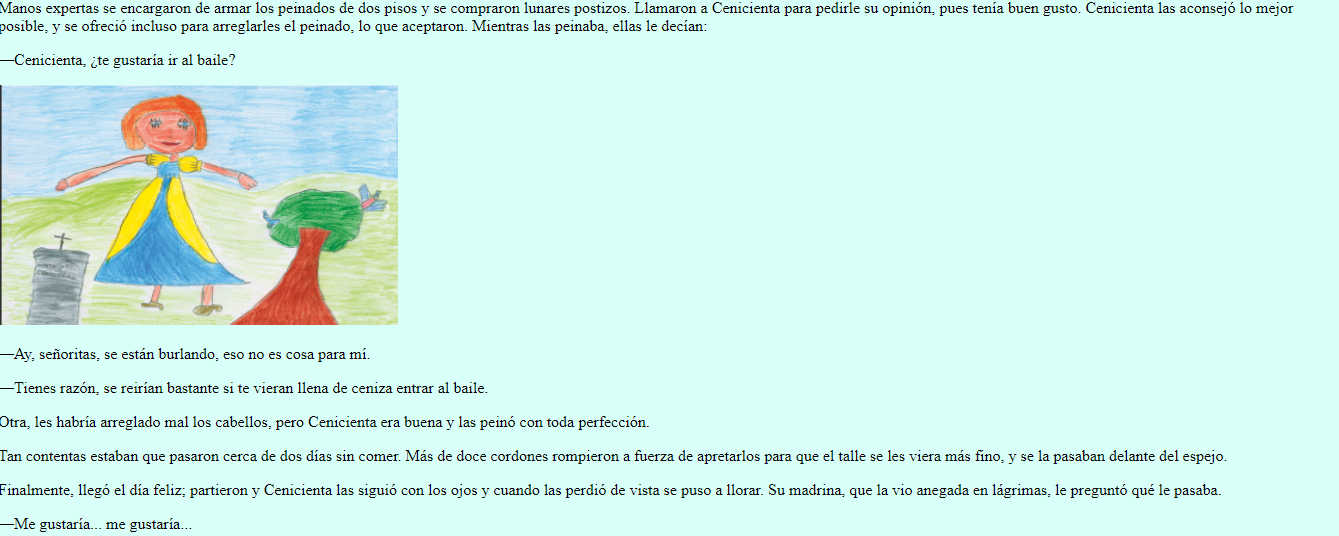 Manos expertas se encargaron de armar los peinados de dos pisos y se compraron lunares postizos. Llamaron a Cenicienta para pedirle su opinión, pues tenía buen gusto. Cenicienta las aconsejó lo mejor
posible, y se ofreció incluso para arreglarles el peinado, lo que aceptaron. Mientras las peinaba, ellas le decían:
—Cenicienta, ¿te gustaría ir al baile?
—Ay, señoritas, se están burlando, eso no es cosa para mí.
—Tienes razón, se reirían bastante si te vieran llena de ceniza entrar al baile.
Otra, les habría arreglado mal los cabellos, pero Cenicienta era buena y las peinó con toda perfección.
Tan contentas estaban que pasaron cerca de dos días sin comer. Más de doce cordones rompieron a fuerza de apretarlos para que el talle se les viera más fino, y se la pasaban delante del espejo.
Finalmente, llegó el día feliz; partieron y Cenicienta las siguió con los ojos y cuando las perdió de vista se puso a llorar. Su madrina, que la vio anegada en lágrimas, le preguntó qué le pasaba.
—Me gustaría... me gustaría...